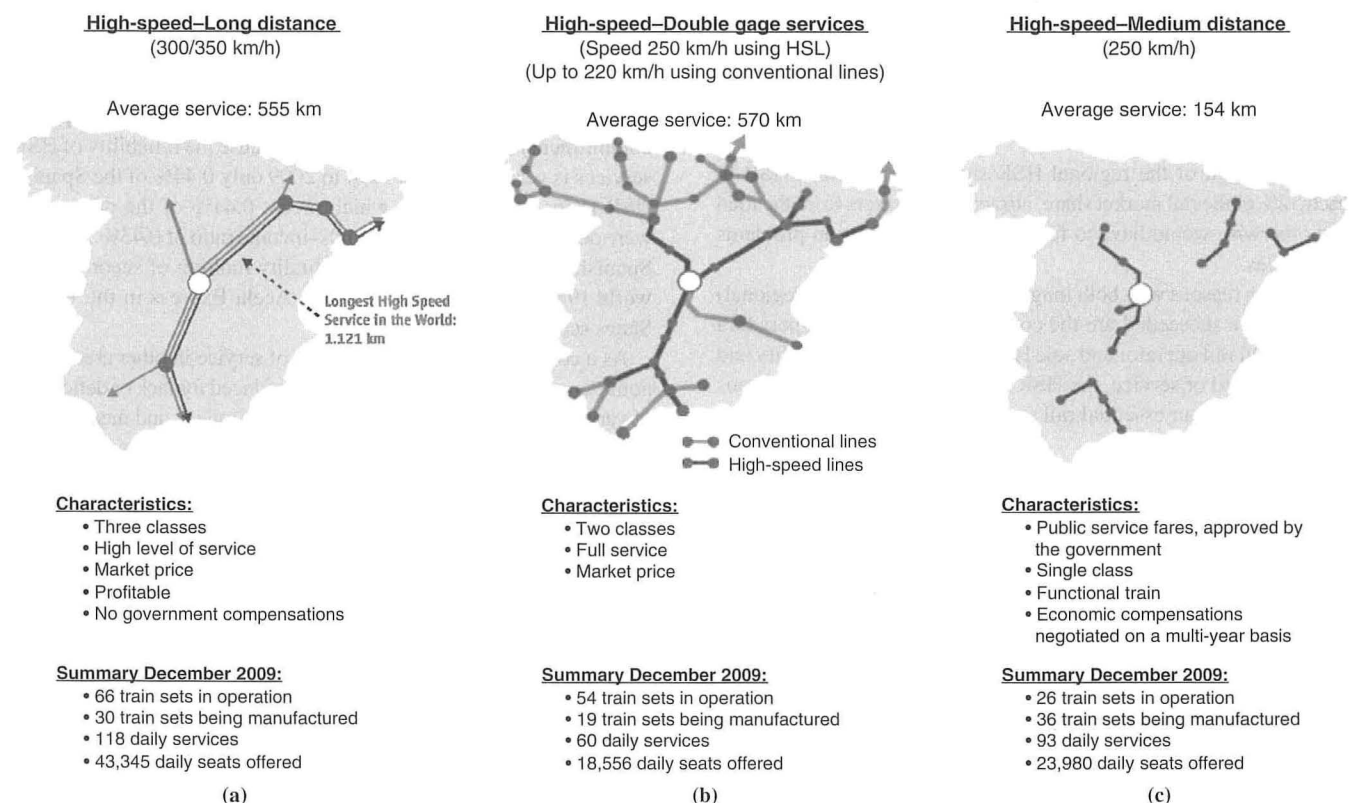 High-speed–Long distance
(300/350 km/h)
Average service: 555 km
Longest High Speed
Service in the World:
1.121 km
Characteristics:
• Three classes
• High level of service
• Market price
• Profitable
• No government compensations
Summary December 2009:
• 66 train sets in operation
• 30 train sets being manufactured
• 118 daily services
• 43,345 daily seats offered
(a)
High-speed–Double gage services
(Speed 250 km/h using HSL)
(Up to 220 km/h using conventional lines)
Average service: 570 km
Conventional lines
High-speed lines
Characteristics:
• Two classes
• Full service
• Market price
Summary December 2009:
• 54 train sets in operation
• 19 train sets being manufactured
• 60 daily services
• 18,556 daily seats offered
(b)
High-speed–Medium distance
(250 km/h)
Average service: 154 km
Characteristics:
• Public service fares, approved by
the government
• Single class
• Functional train
• Economic compensations
negotiated on a multi-year basis
Summary December 2009:
• 26 train sets in operation
• 36 train sets being manufactured
• 93 daily services
• 23,980 daily seats offered
(c)